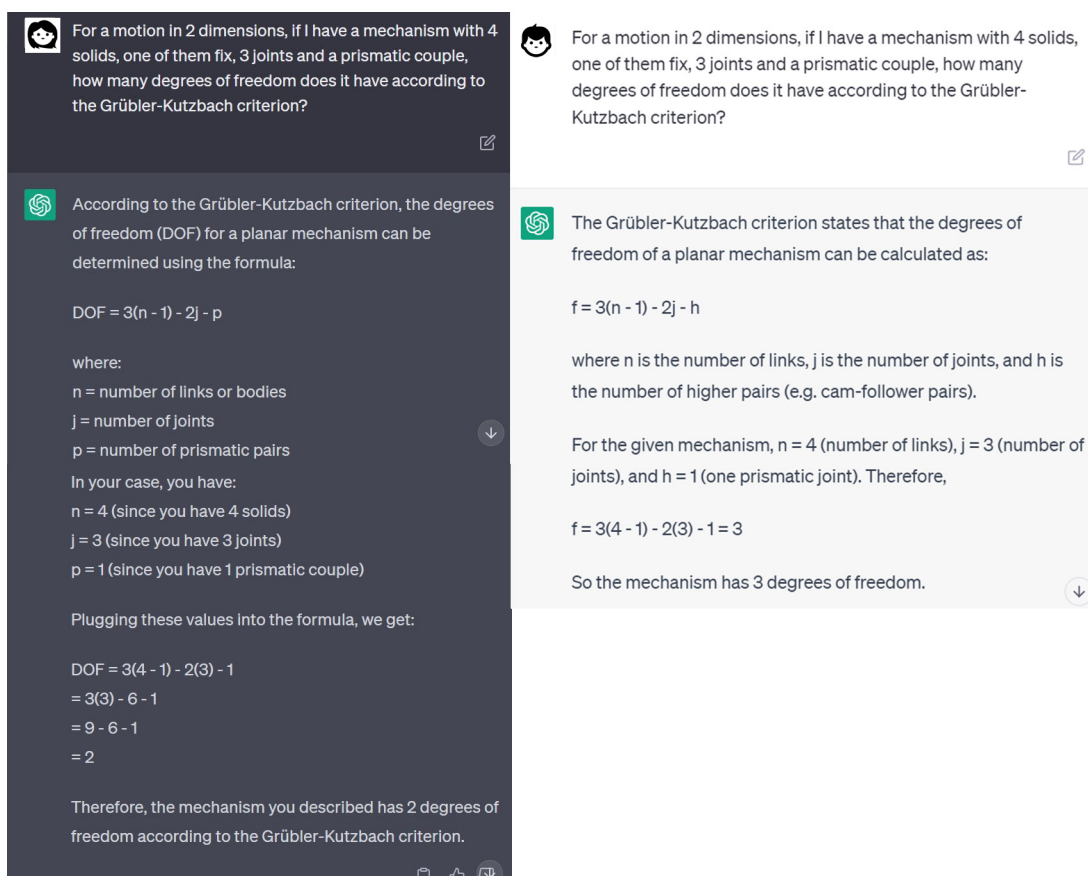 For a motion in 2 dimensions, if I have a mechanism with 4
solids, one of them fix, 3 joints and a prismatic couple,
how many degrees of freedom does it have according to
the Grübler-Kutzbach criterion?
According to the Grübler-Kutzbach criterion, the degrees
of freedom (DOF) for a planar mechanism can be
determined using the formula:
DOF = 3(n - 1) - 2j - p
where:
n = number of links or bodies
j = number of joints
p = number of prismatic pairs
In your case, you have:
n = 4 (since you have 4 solids)
j = 3 (since you have 3 joints)
p = 1 (since you have 1 prismatic couple)
Plugging these values into the formula, we get:
DOF = 3(4 - 1) - 2(3) - 1
= 3(3) - 6 - 1
= 9 - 6 - 1
= 2
Therefore, the mechanism you described has 2 degrees of
freedom according to the Grübler-Kutzbach criterion.
For a motion in 2 dimensions, if I have a mechanism with 4 solids,
one of them fix, 3 joints and a prismatic couple, how many
degrees of freedom does it have according to the Grübler-
Kutzbach criterion?
The Grübler-Kutzbach criterion states that the degrees of
freedom of a planar mechanism can be calculated as:
f = 3(n - 1) - 2j - h
where n is the number of links, j is the number of joints, and h is
the number of higher pairs (e.g. cam-follower pairs).
For the given mechanism, n = 4 (number of links), j = 3 (number of
joints), and h = 1 (one prismatic joint). Therefore,
f = 3(4 - 1) - 2(3) - 1 = 3
So the mechanism has 3 degrees of freedom.